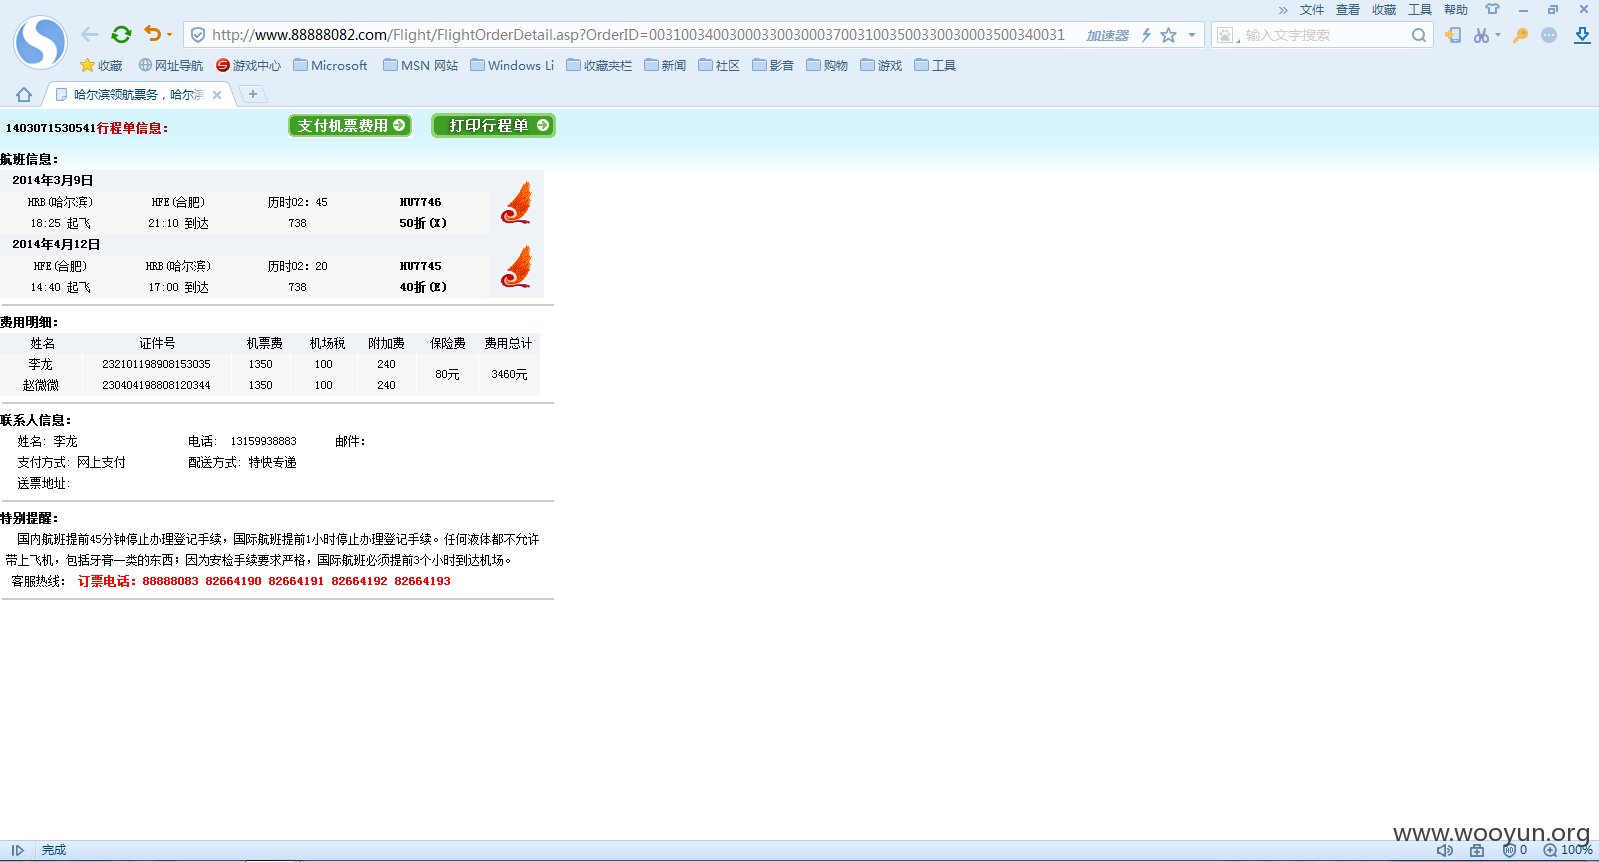 » 文件 查看 收藏 工具 帮助
http://www.88888082.com/Flight/FlightOrderDetail.asp?OrderID=0031003400300033003000370031003500330030003500340031 加速器 输入文字搜索
收藏 网址导航 游戏中心 Microsoft MSN 网站 Windows Li 收藏夹栏 新闻 社区 影音 购物 游戏 工具
哈尔滨领航票务，哈尔滨
1403071530541行程单信息： 支付机票费用 打印行程单
航班信息：
2014年3月9日
HRB(哈尔滨) HFE(合肥) 历时02：45 HU7746
18:25 起飞 21:10 到达 738 50折(X)
2014年4月12日
HFE(合肥) HRB(哈尔滨) 历时02：20 HU7745
14:40 起飞 17:00 到达 738 40折(E)
费用明细：
姓名 证件号 机票费 机场税 附加费 保险费 费用总计
李龙 232101198908153035 1350 100 240 80元 3460元
赵微微 230404198808120344 1350 100 240
联系人信息：
姓名：李龙 电话： 13159938883 邮件：
支付方式：网上支付 配送方式：特快专递
送票地址：
特别提醒：
国内航班提前45分钟停止办理登记手续，国际航班提前1小时停止办理登记手续。任何液体都不允许
带上飞机，包括牙膏一类的东西；因为安检手续要求严格，国际航班必须提前3个小时到达机场。
客服热线： 订票电话：88888083 82664190 82664191 82664192 82664193
www.wooyun.org
完成 0 100%